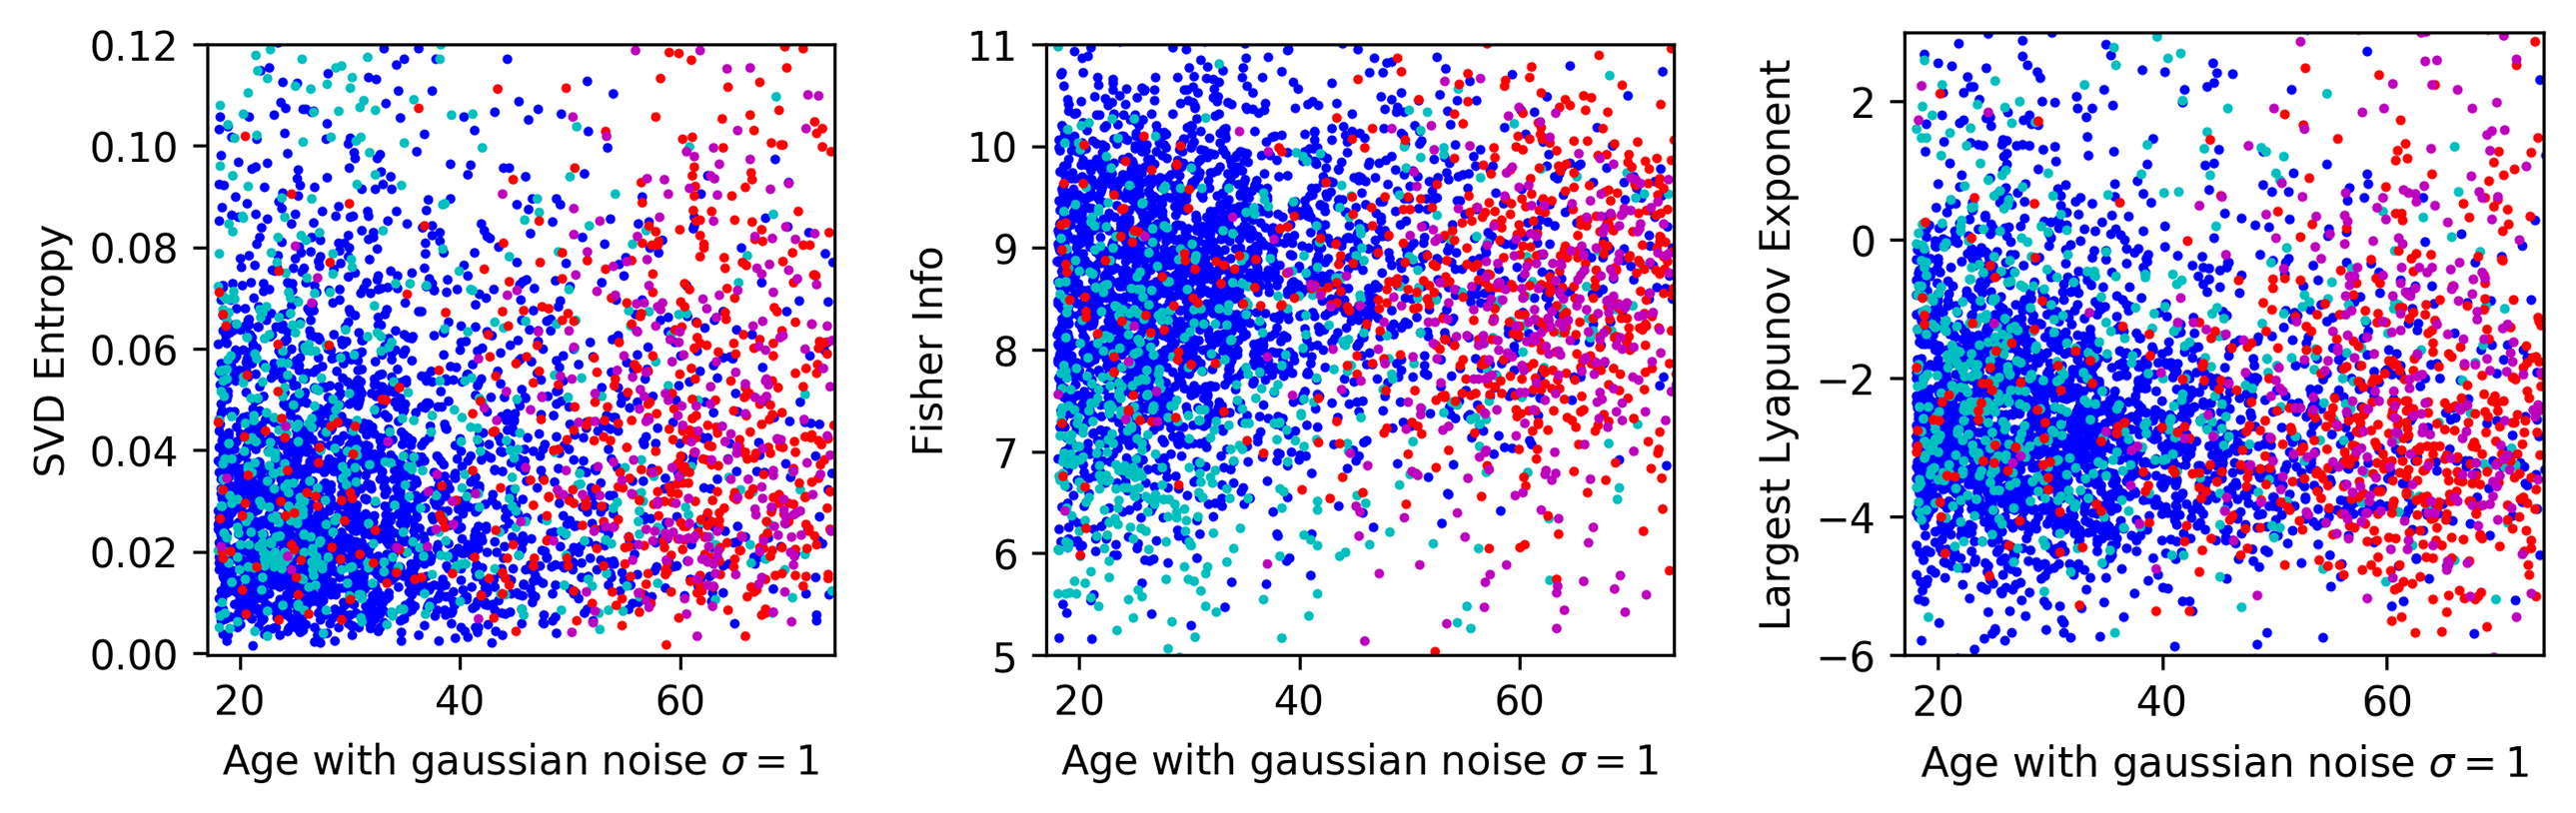 SVD Entropy
0.12
0.10
0.08
0.06
0.04
0.02
0.00
20 40 60
Age with gaussian noise σ = 1
Fisher Info
11
10
9
8
7
6
5
20 40 60
Age with gaussian noise σ = 1
Largest Lyapunov Exponent
2
0
−2
−4
−6
20 40 60
Age with gaussian noise σ = 1